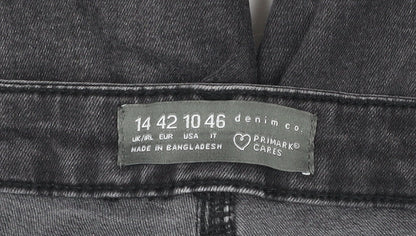 14 42 10 46 denim co.
UK/IRL EUR USA IT
MADE IN BANGLADESH
PRIMARK®
CARES